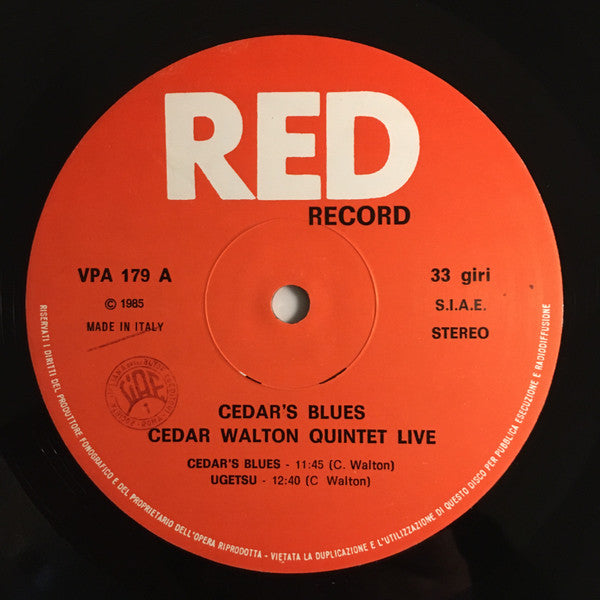 RED
RECORD
VPA 179 A
© 1985
MADE IN ITALY
33 giri
S.I.A.E.
STEREO
CEDAR'S BLUES
CEDAR WALTON QUINTET LIVE
CEDAR'S BLUES - 11:45 (C. Walton)
UGETSU - 12:40 (C Walton)
RISERVATI I DIRITTI DEL PRODUTTORE FONOGRAFICO E DEL PROPRIETARIO DELL'OPERA RIPRODOTTA - VIETATA LA DUPLICAZIONE E L'UTILIZZAZIONE DI QUESTO DISCO PER PUBBLICA ESECUZIONE E RADIODIFFUSIONE
SIAE